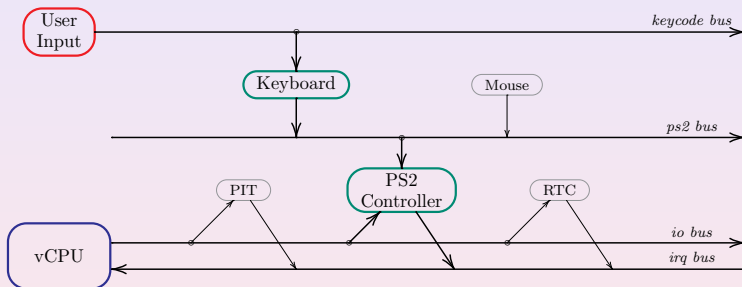 User
Input
keycode bus
Keyboard
Mouse
ps2 bus
PS2
Controller
PIT
RTC
io bus
vCPU
irq bus